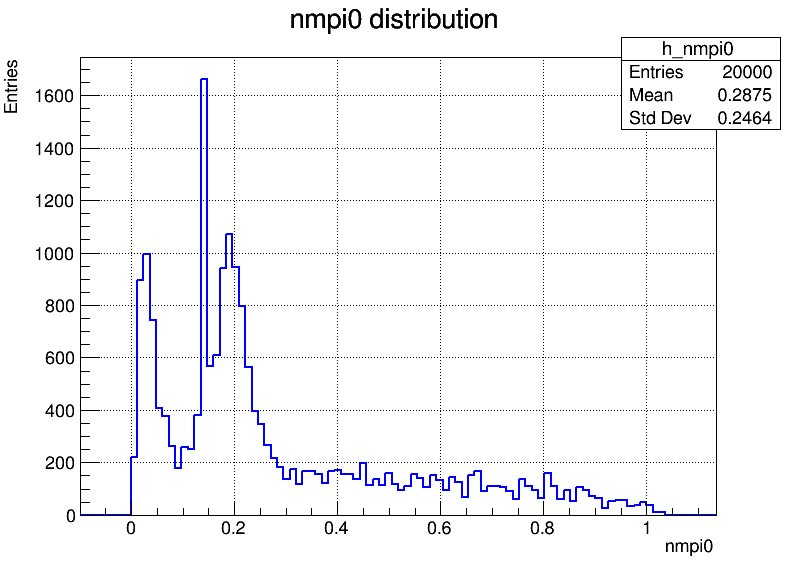 nmpi0 distribution
h_nmpi0
Entries 20000
Mean 0.2875
Std Dev 0.2464
Entries
1600
1400
1200
1000
800
600
400
200
0
0 0.2 0.4 0.6 0.8 1
nmpi0